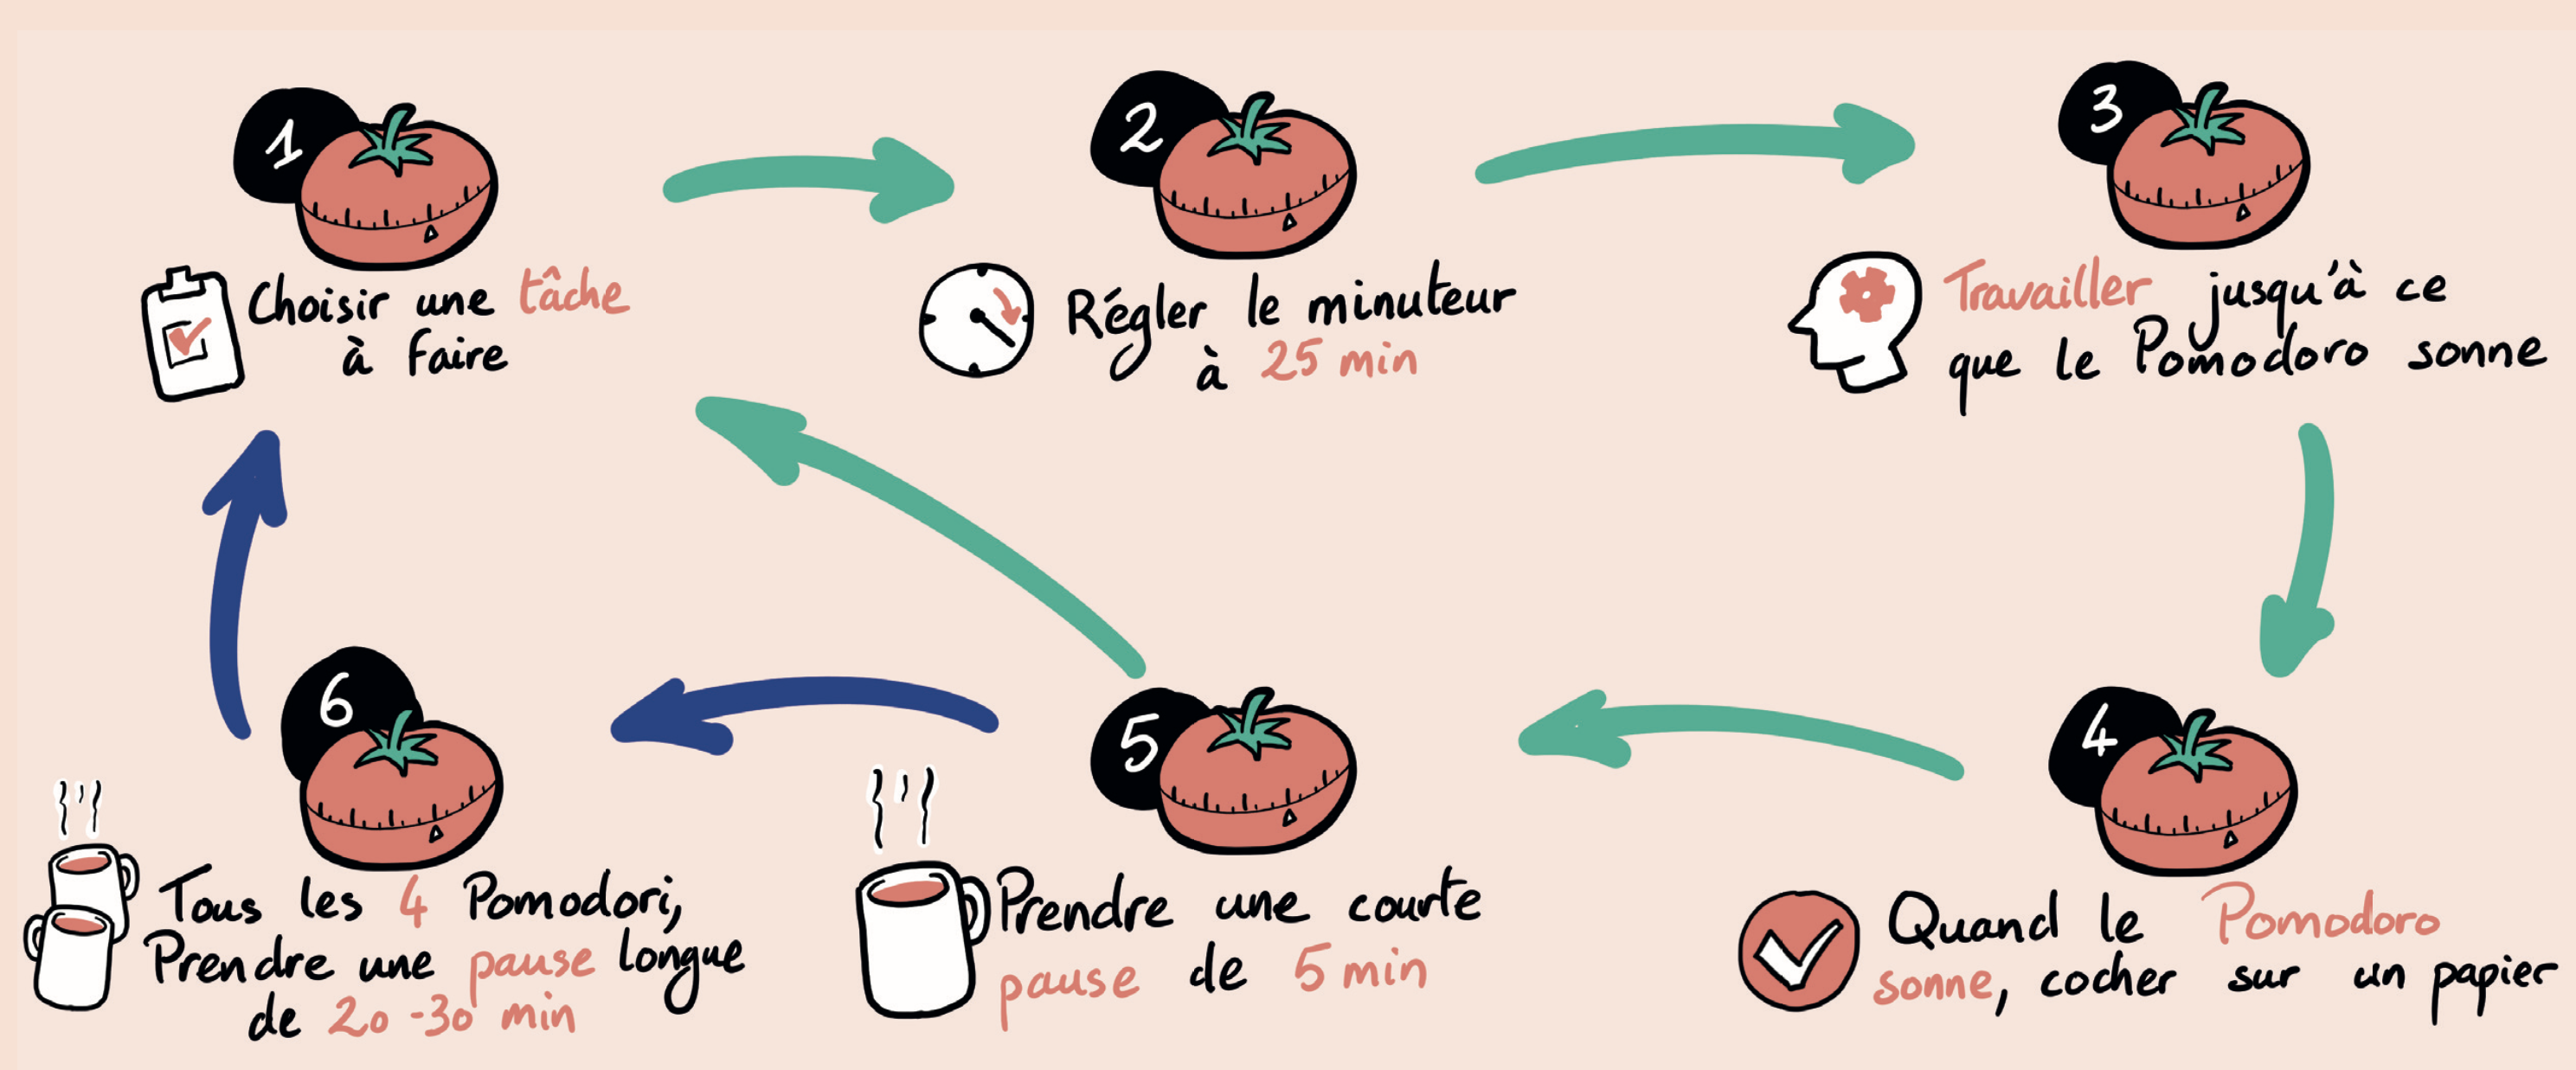 1
Choisir une tâche
à faire
2
Régler le minuteur
à 25 min
3
Travailler jusqu'à ce
que le Pomodoro sonne
4
Quand le Pomodoro
sonne, cocher sur un papier
5
Prendre une courte
pause de 5 min
6
Tous les 4 Pomodori,
Prendre une pause longue
de 20-30 min